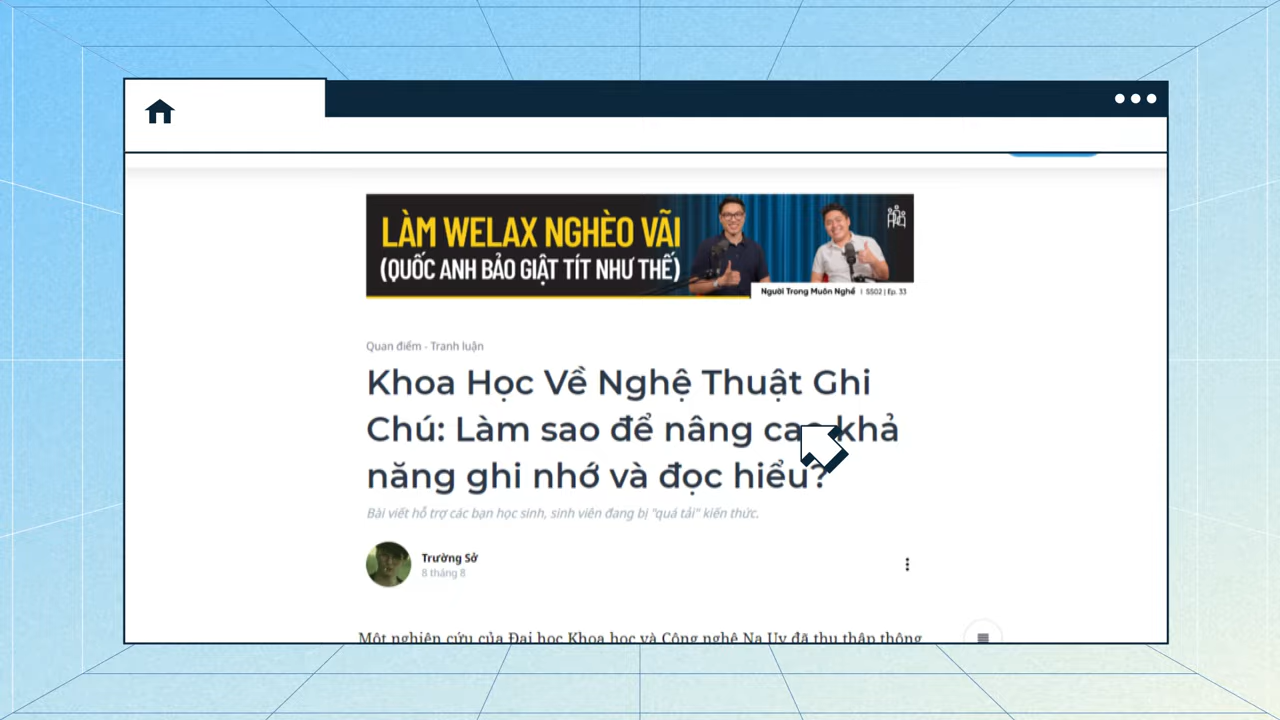 LÀM WELAX NGHÈO VÃI
(QUỐC ANH BẢO GIẬT TÍT NHƯ THẾ)
Người Trong Muôn Nghề | SS02 | Ep. 33
Quan điểm - Tranh luận
Khoa Học Về Nghệ Thuật Ghi
Chú: Làm sao để nâng cao khả
năng ghi nhớ và đọc hiểu?
Bài viết hỗ trợ các bạn học sinh, sinh viên đang bị "quá tải" kiến thức.
Trường Sở
8 tháng 8
Một nghiên cứu của Đại học Khoa học và Công nghệ Na Uy đã thu thập thông